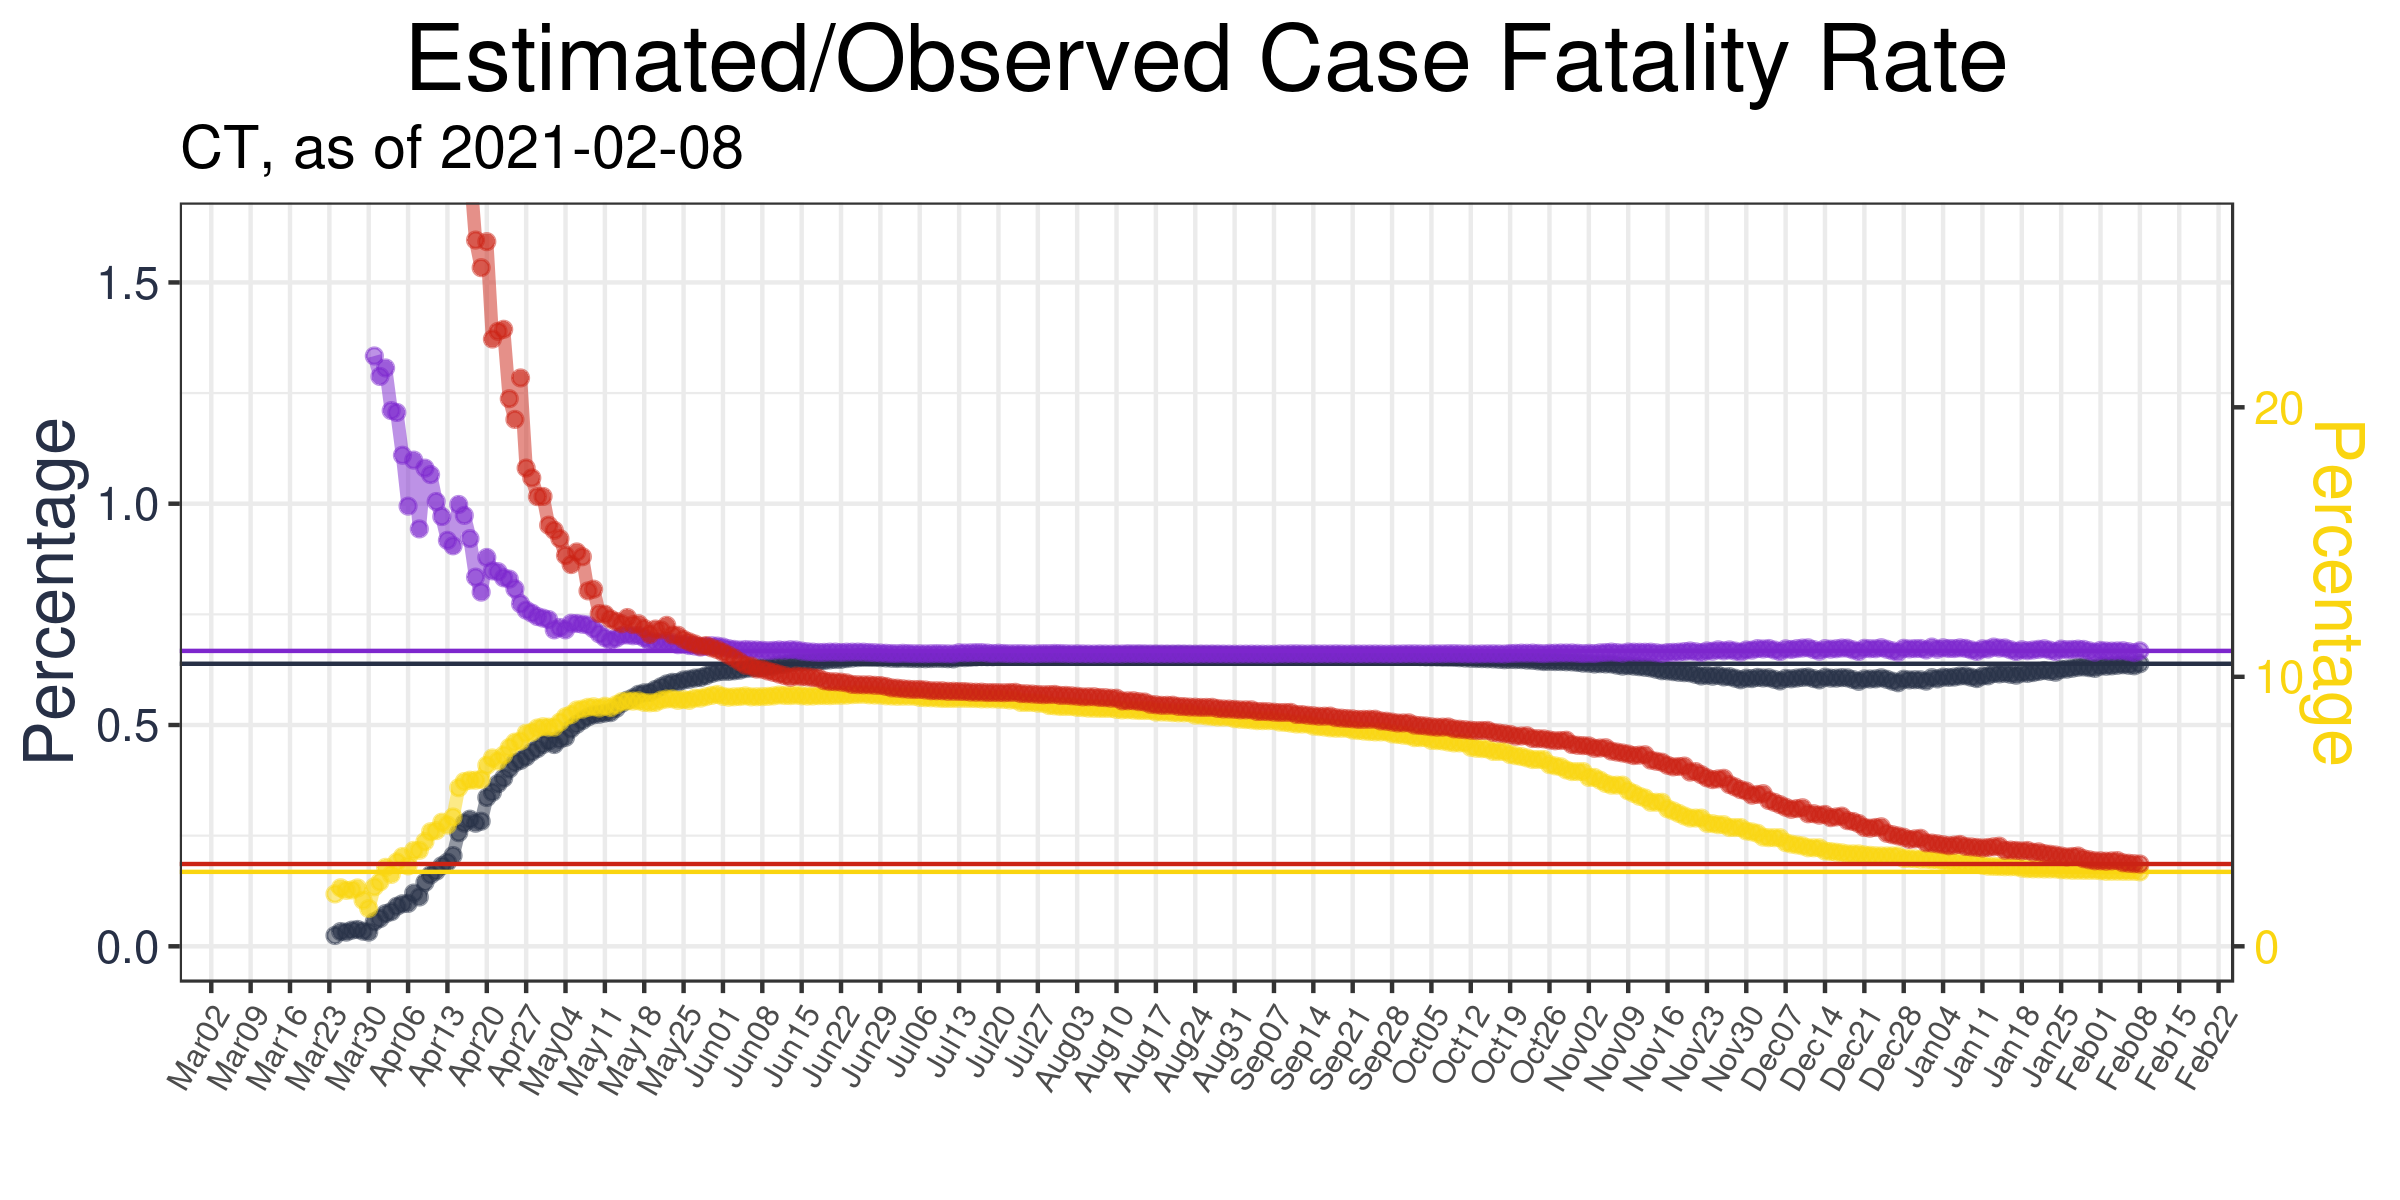 Estimated/Observed Case Fatality Rate
CT, as of 2021-02-08
Percentage
1.5
1.0
0.5
0.0
20
10
0
Percentage
Mar02
Mar09
Mar16
Mar23
Mar30
Apr06
Apr13
Apr20
Apr27
May04
May11
May18
May25
Jun01
Jun08
Jun15
Jun22
Jun29
Jul06
Jul13
Jul20
Jul27
Aug03
Aug10
Aug17
Aug24
Aug31
Sep07
Sep14
Sep21
Sep28
Oct05
Oct12
Oct19
Oct26
Nov02
Nov09
Nov16
Nov23
Nov30
Dec07
Dec14
Dec21
Dec28
Jan04
Jan11
Jan18
Jan25
Feb01
Feb08
Feb15
Feb22